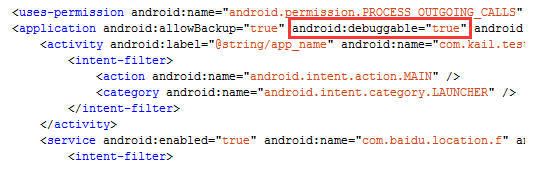 <uses-permission android:name="android.permission.PROCESS_OUTGOING_CALLS"
<application android:allowBackup="true" android:debuggable="true" android
<activity android:label="@string/app_name" android:name="com.kail.test
<intent-filter>
<action android:name="android.intent.action.MAIN" />
<category android:name="android.intent.category.LAUNCHER" />
</intent-filter>
</activity>
<service android:enabled="true" android:name="com.baidu.location.f" and
<intent-filter>